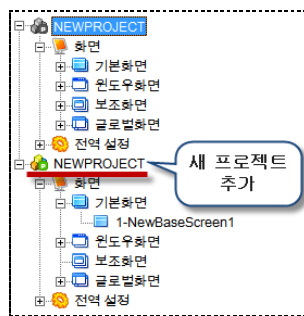 NEWPROJECT
화면
기본화면
윈도우화면
보조화면
글로벌화면
전역 설정
NEWPROJECT
새 프로젝트
추가
화면
기본화면
1-NewBaseScreen1
윈도우화면
보조화면
글로벌화면
전역 설정